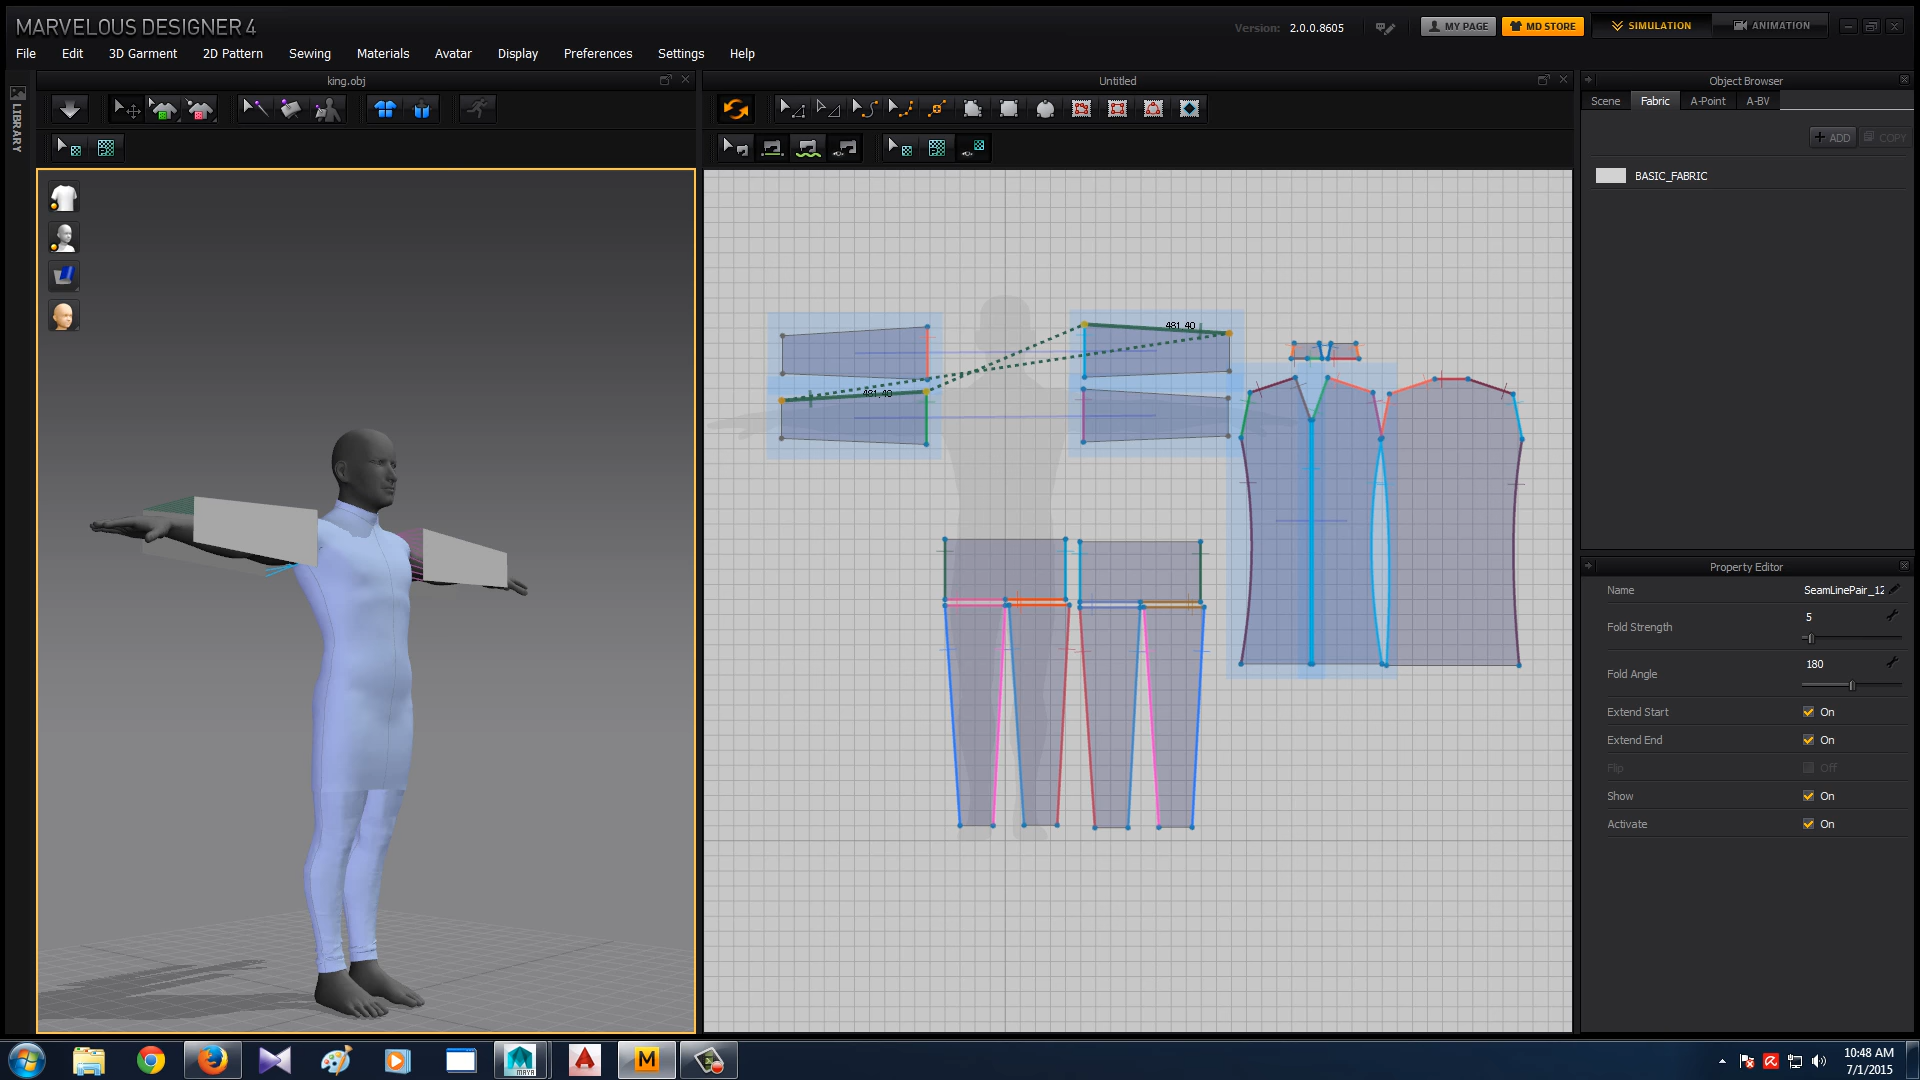 MARVELOUS DESIGNER 4
Version: 2.0.0.8605
MY PAGE
MD STORE
SIMULATION
ANIMATION
File Edit 3D Garment 2D Pattern Sewing Materials Avatar Display Preferences Settings Help
LIBRARY
king.obj
Untitled
Object Browser
Scene Fabric A-Point A-BV
+ ADD
COPY
BASIC_FABRIC
481.40
481.40
Property Editor
Name SeamLinePair_12
Fold Strength 5
Fold Angle 180
Extend Start On
Extend End On
Flip Off
Show On
Activate On
MAYA
M
10:48 AM
7/1/2015